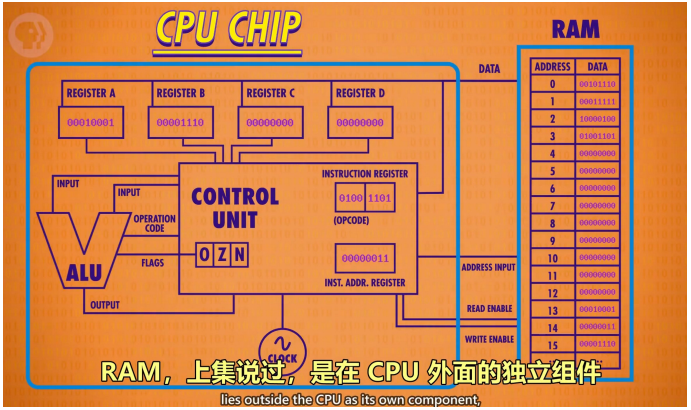 CPU CHIP
RAM
DATA
ADDRESS DATA
0 00101110
1 00011111
2 10000100
3 01001101
4 00000000
5 00000000
6 00000000
7 00000000
8 00000000
9 00000000
10 00000000
11 00000000
12 00000000
13 00010001
14 00000011
15 00001110
REGISTER A
00010001
REGISTER B
00001110
REGISTER C
00000000
REGISTER D
00000000
INPUT
INPUT
ALU
OPERATION
CODE
FLAGS
OUTPUT
CONTROL
UNIT
O Z N
INSTRUCTION REGISTER
0100 1101
(OPCODE)
00000011
INST. ADDR. REGISTER
ADDRESS INPUT
READ ENABLE
WRITE ENABLE
CLOCK
RAM，上集说过，是在 CPU 外面的独立组件
lies outside the CPU as its own component,